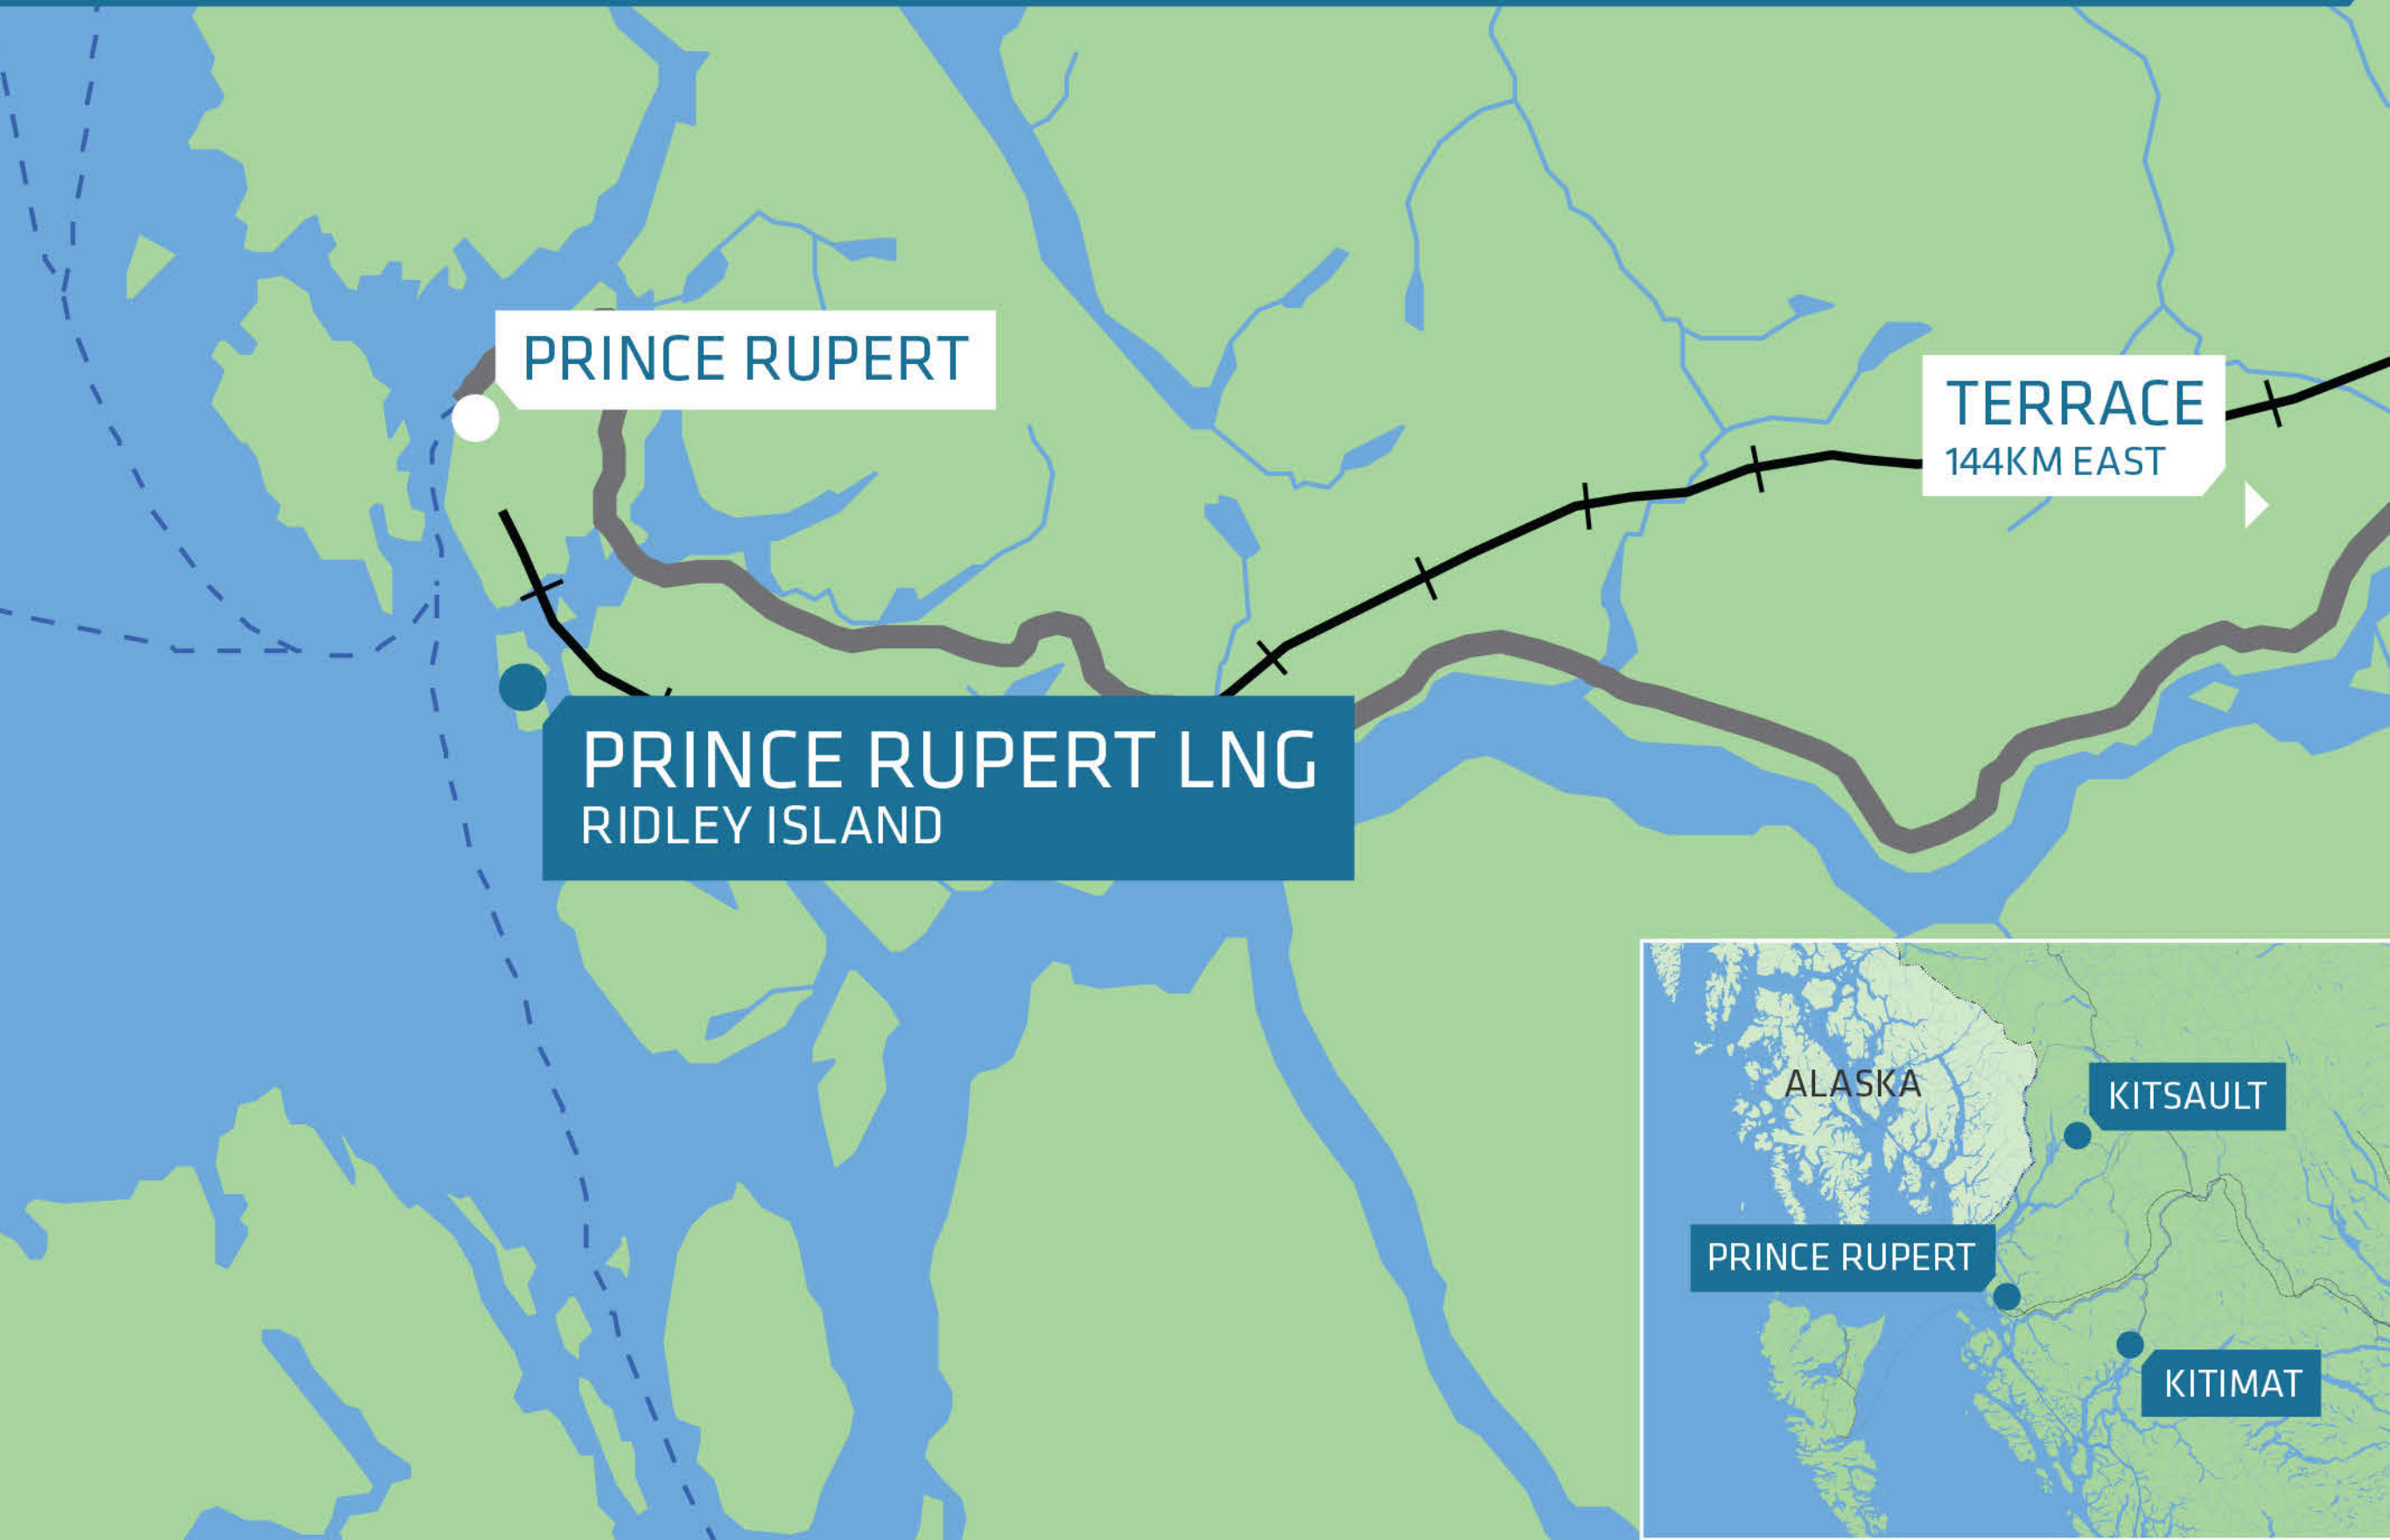 PRINCE RUPERT
TERRACE
144KM EAST
PRINCE RUPERT LNG
RIDLEY ISLAND
ALASKA
KITSAULT
PRINCE RUPERT
KITIMAT